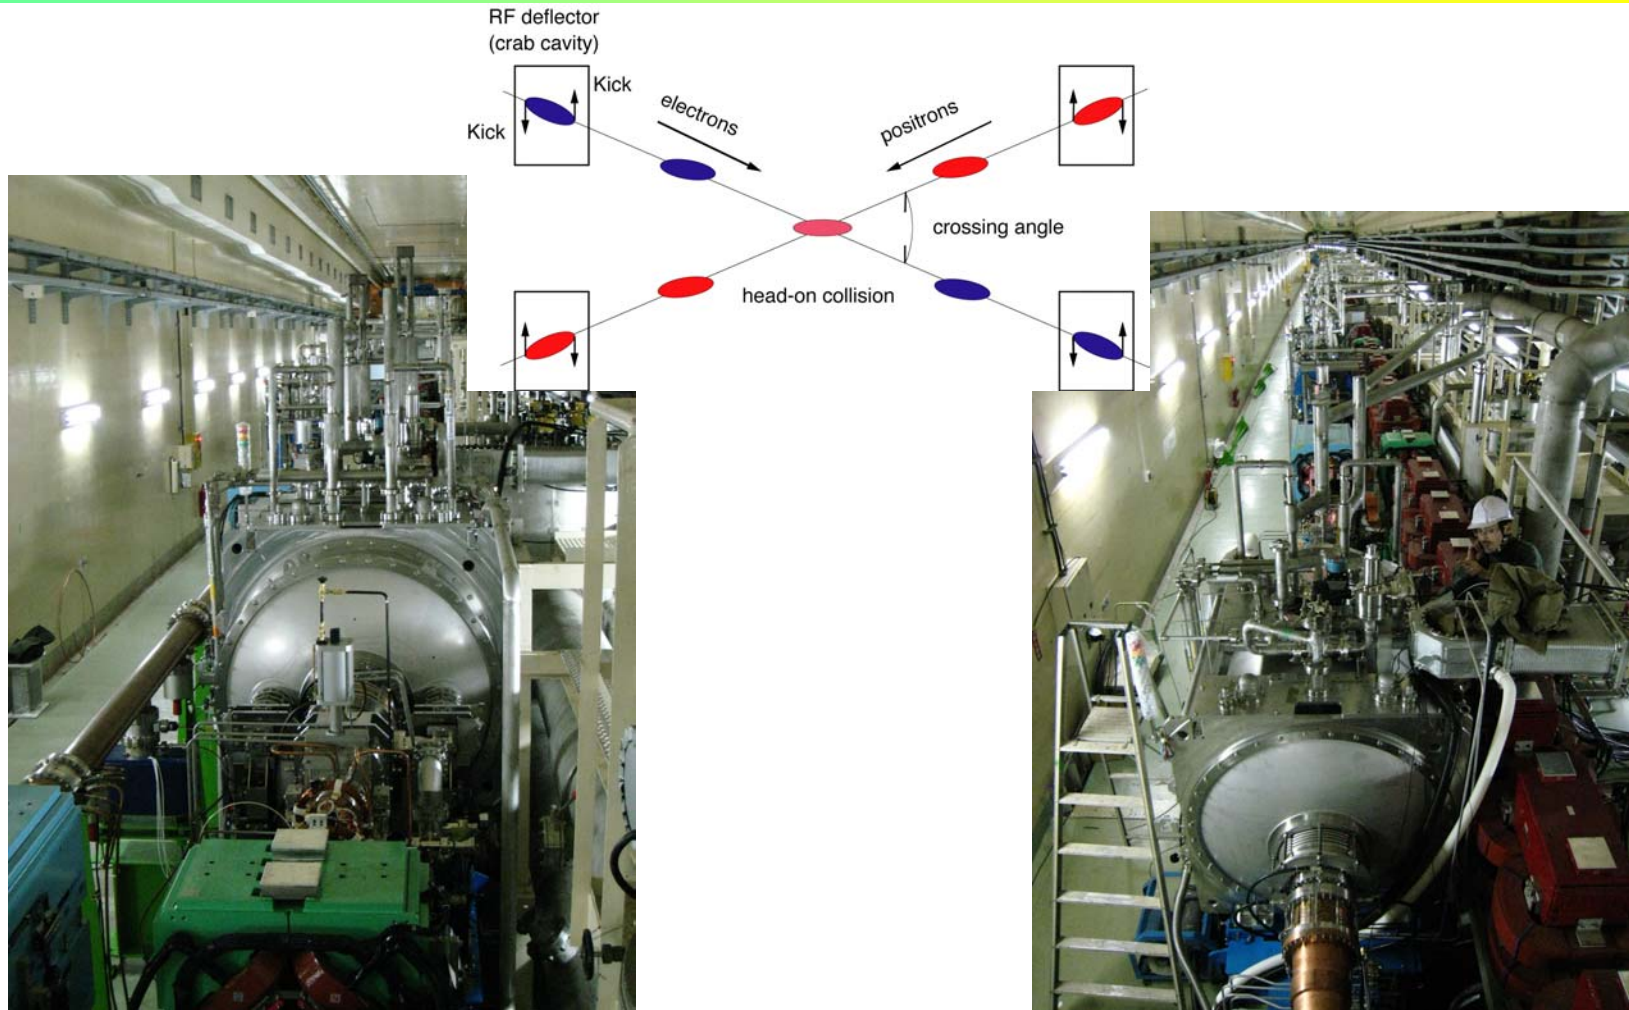 RF deflector
(crab cavity)
Kick
Kick
electrons
positrons
crossing angle
head-on collision